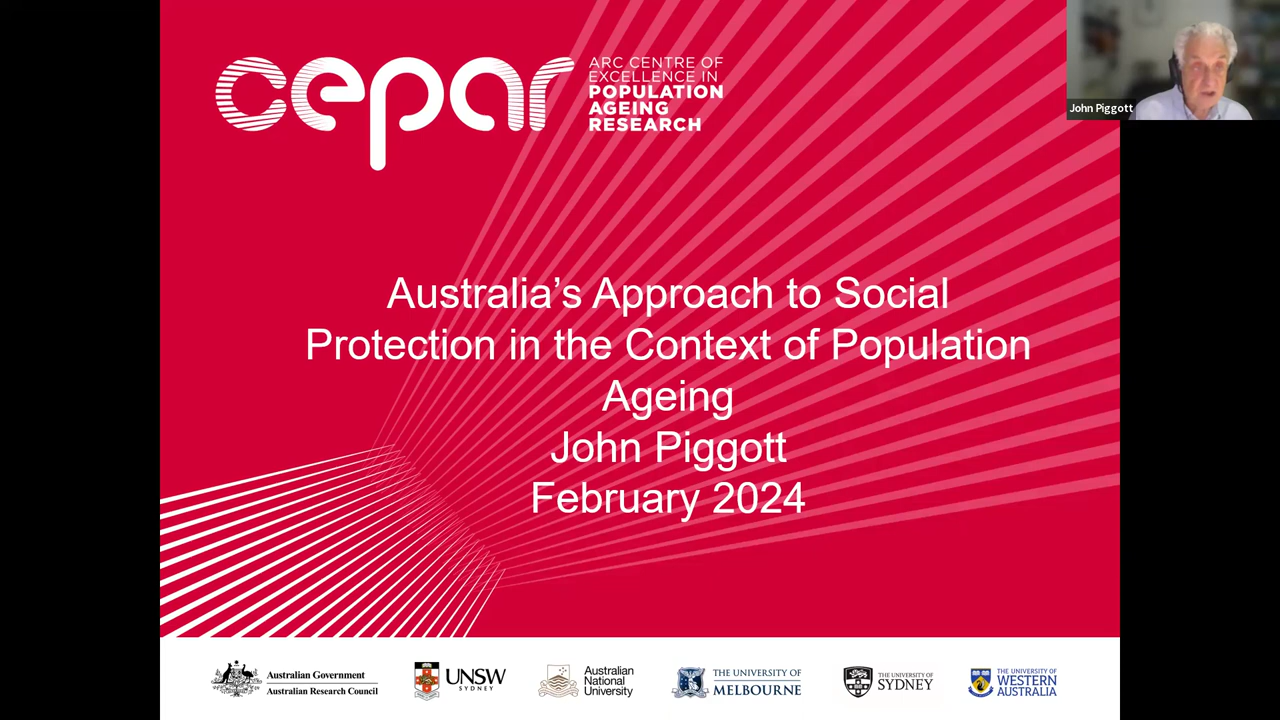 cepar
ARC CENTRE OF
EXCELLENCE IN
POPULATION
AGEING
RESEARCH
John Piggott
Australia's Approach to Social
Protection in the Context of Population
Ageing
John Piggott
February 2024
Australian Government
Australian Research Council
UNSW
SYDNEY
Australian
National
University
THE UNIVERSITY OF
MELBOURNE
THE UNIVERSITY OF
SYDNEY
THE UNIVERSITY OF
WESTERN
AUSTRALIA